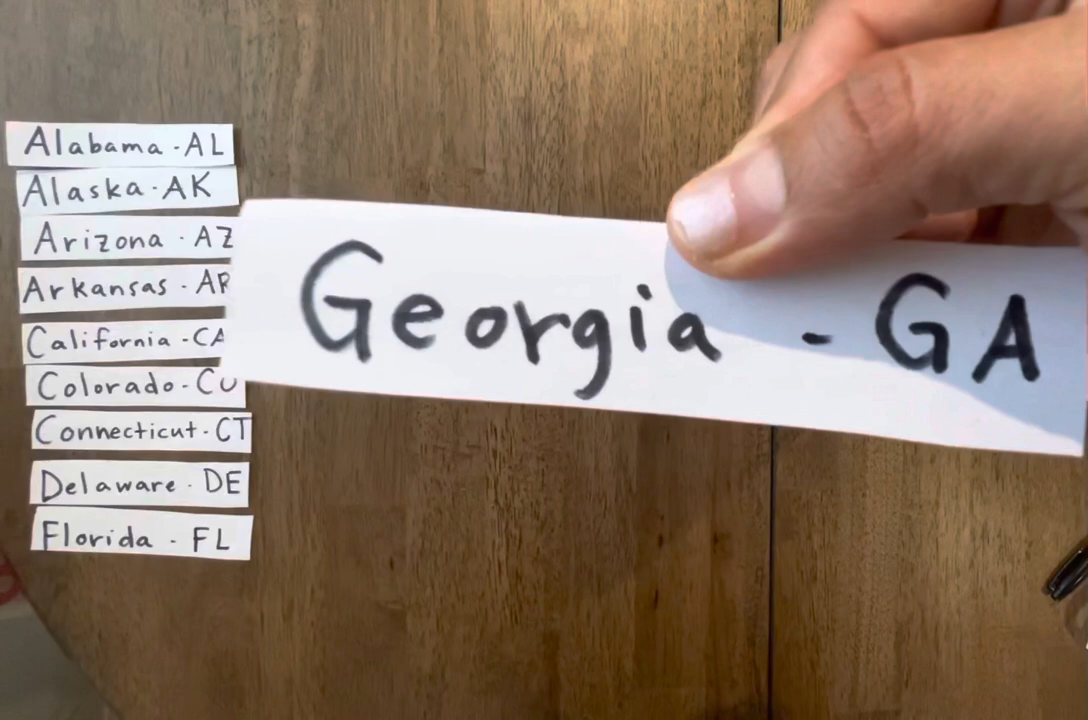 Alabama - AL
Alaska - AK
Arizona - AZ
Arkansas - AR
California - CA
Colorado - CO
Connecticut - CT
Delaware - DE
Florida - FL
Georgia - GA